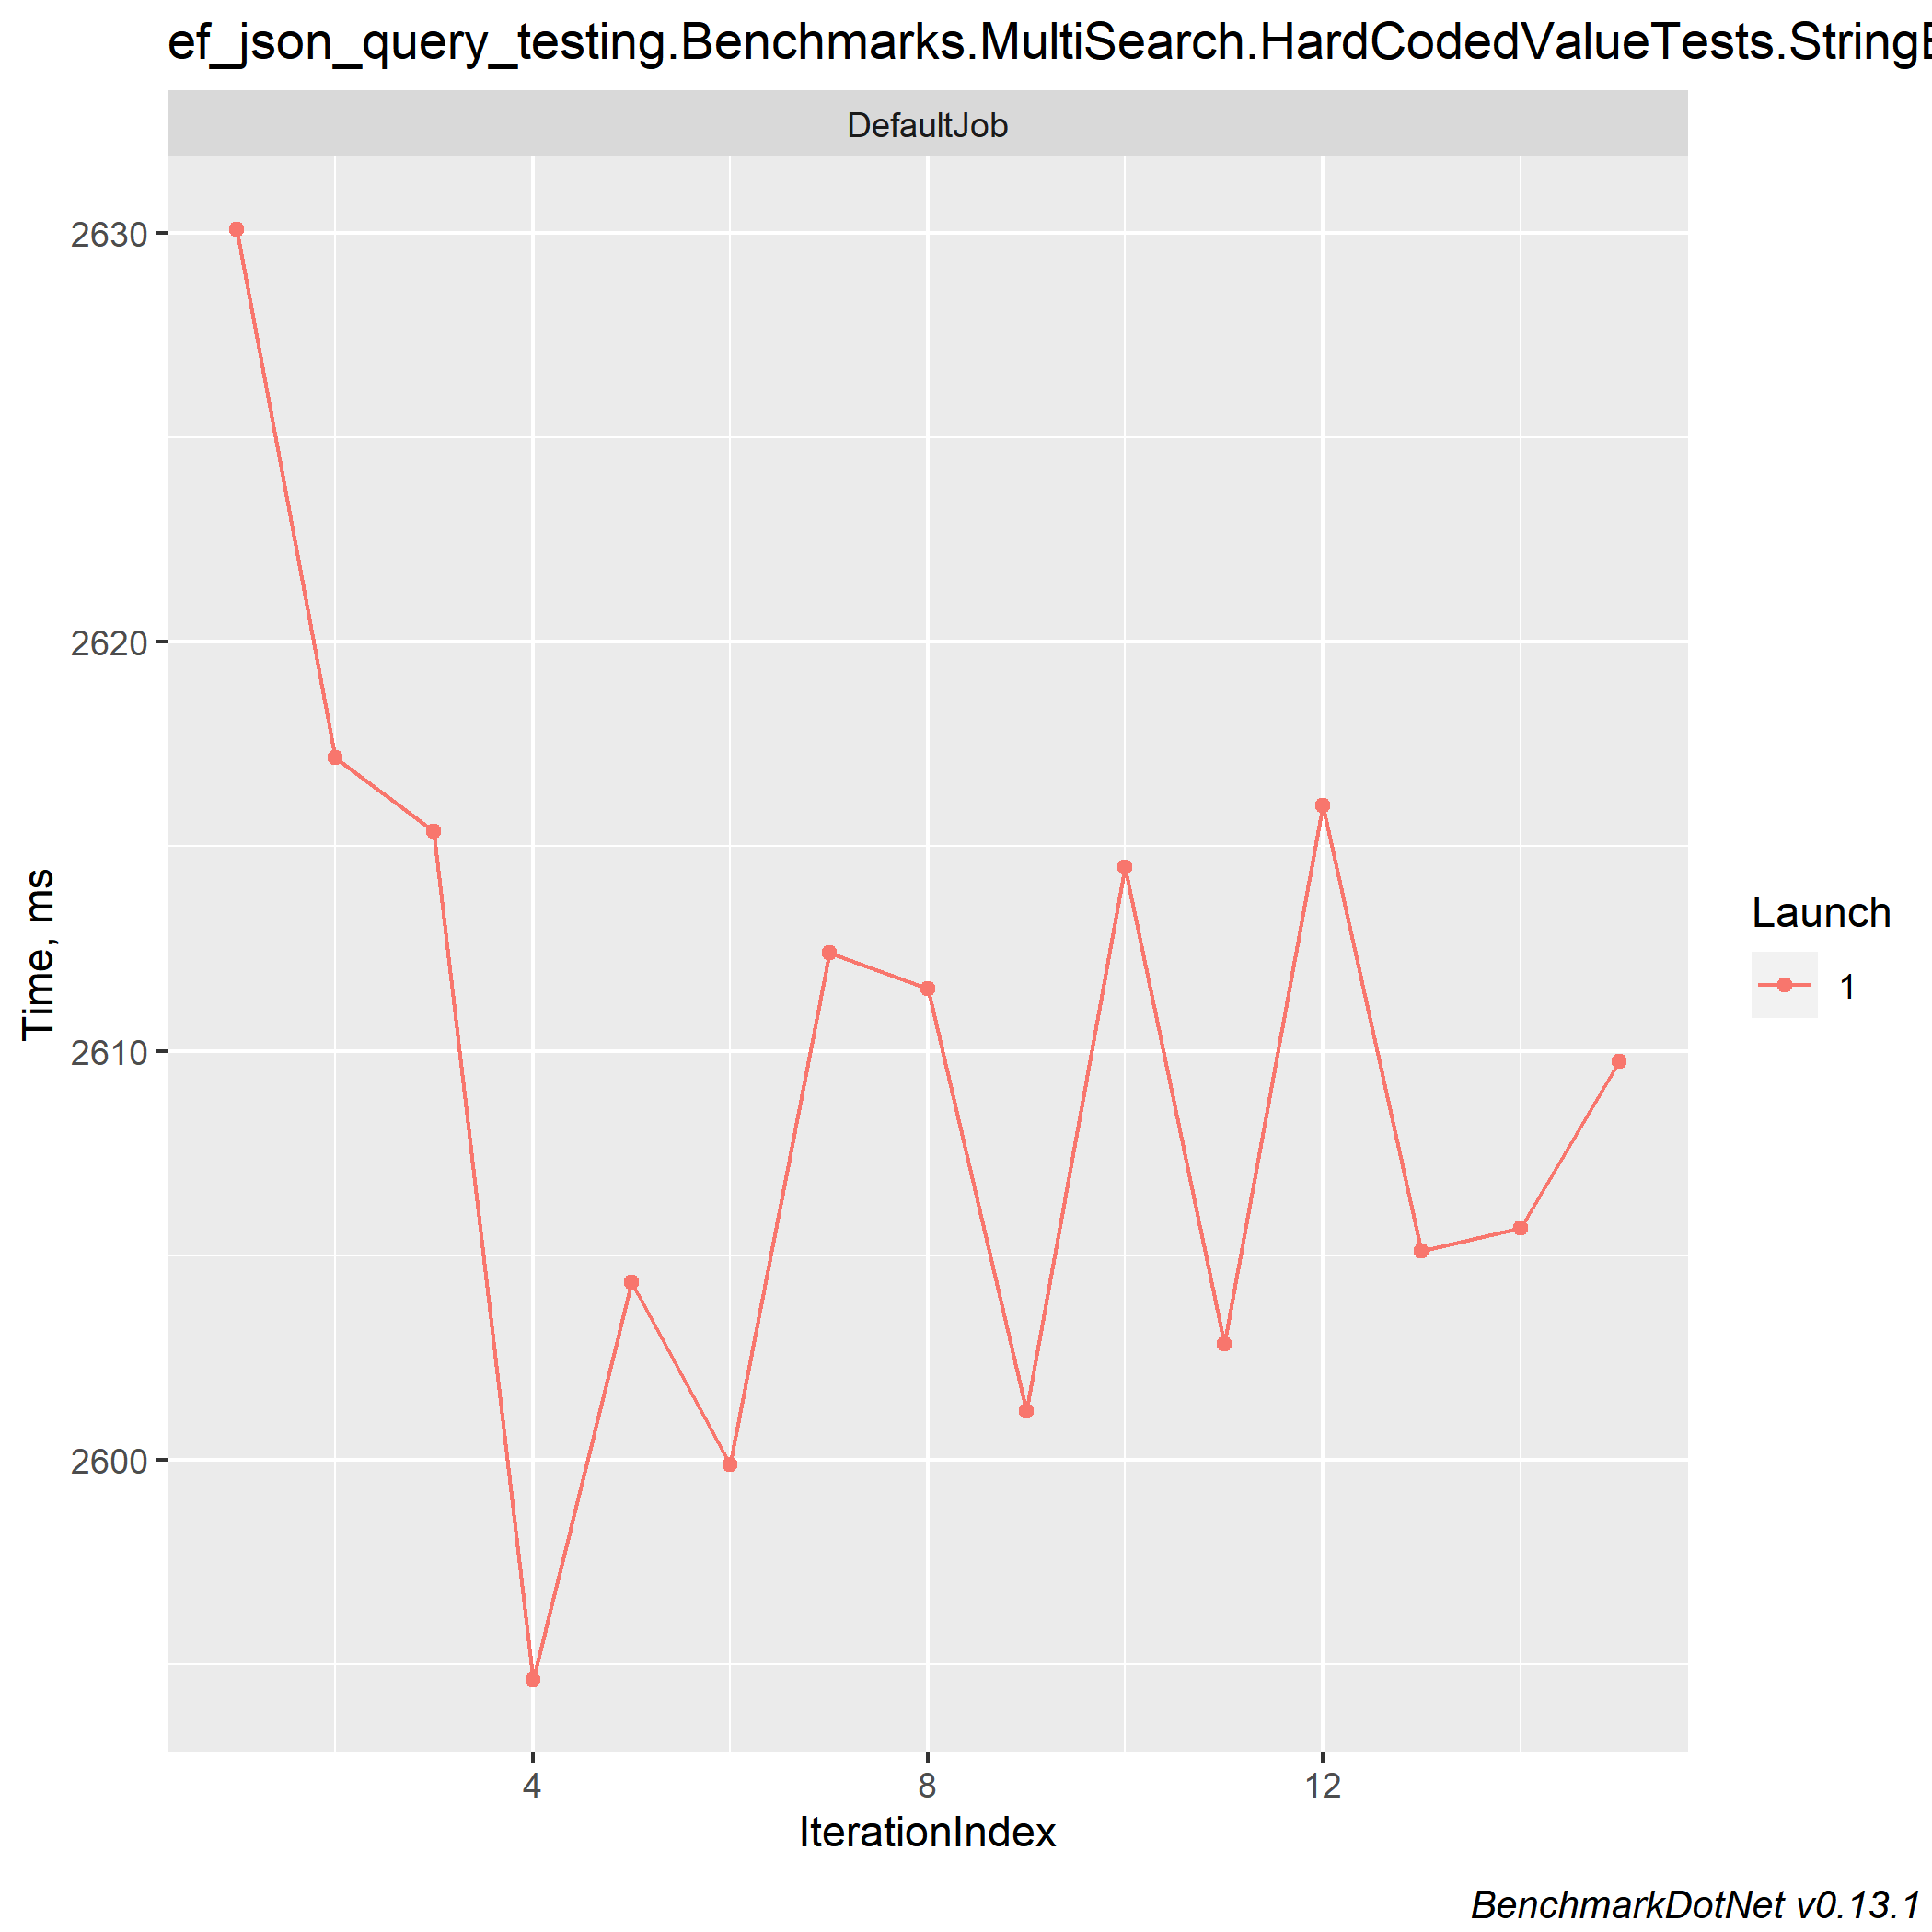 ef_json_query_testing.Benchmarks.MultiSearch.HardCodedValueTests.String
DefaultJob
2630
2620
2610
2600
Time, ms
4 8 12
IterationIndex
Launch
1
BenchmarkDotNet v0.13.1